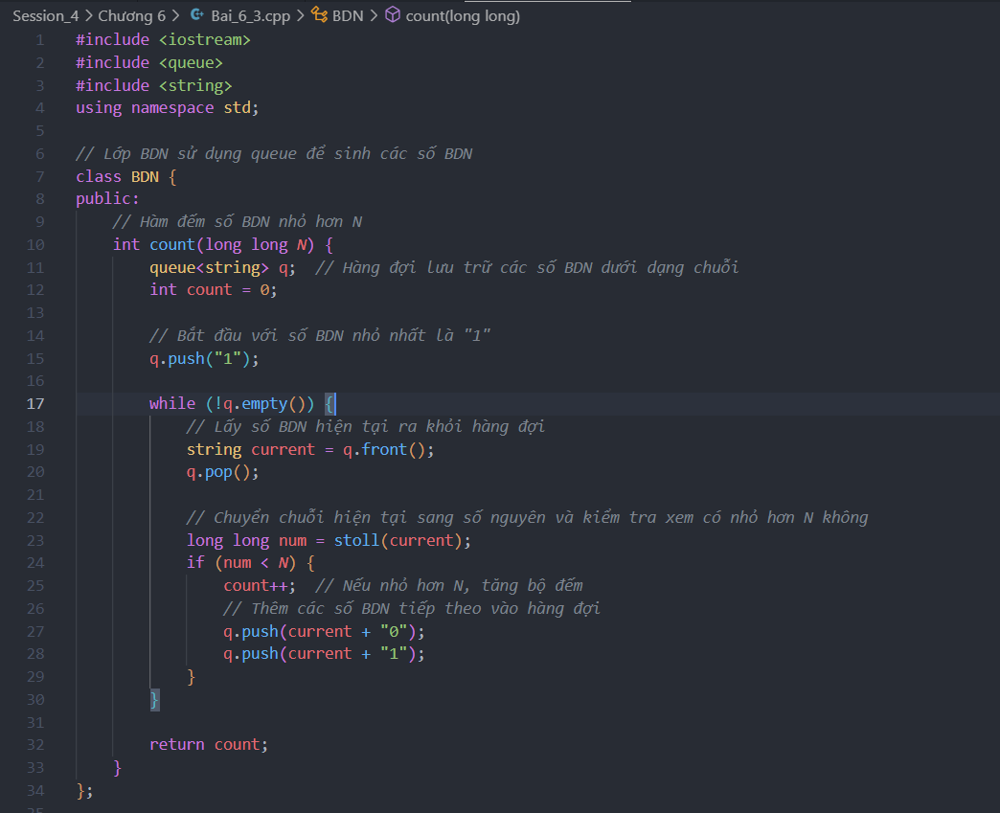 Session_4 > Chương 6 > Bai_6_3.cpp > BDN > count(long long)
1 #include <iostream>
2 #include <queue>
3 #include <string>
4 using namespace std;
5
6 // Lớp BDN sử dụng queue để sinh các số BDN
7 class BDN {
8 public:
9     // Hàm đếm số BDN nhỏ hơn N
10     int count(long long N) {
11         queue<string> q;  // Hàng đợi lưu trữ các số BDN dưới dạng chuỗi
12         int count = 0;
13
14         // Bắt đầu với số BDN nhỏ nhất là "1"
15         q.push("1");
16
17         while (!q.empty()) {
18             // Lấy số BDN hiện tại ra khỏi hàng đợi
19             string current = q.front();
20             q.pop();
21
22             // Chuyển chuỗi hiện tại sang số nguyên và kiểm tra xem có nhỏ hơn N không
23             long long num = stoll(current);
24             if (num < N) {
25                 count++;  // Nếu nhỏ hơn N, tăng bộ đếm
26                 // Thêm các số BDN tiếp theo vào hàng đợi
27                 q.push(current + "0");
28                 q.push(current + "1");
29             }
30         }
31
32         return count;
33     }
34 };
35